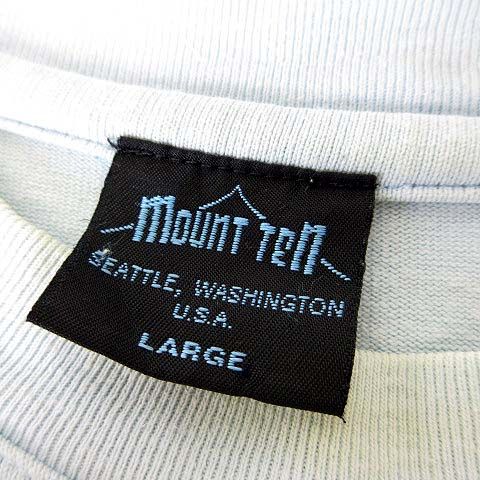 MOUNT TEN
SEATTLE, WASHINGTON
U.S.A.
LARGE